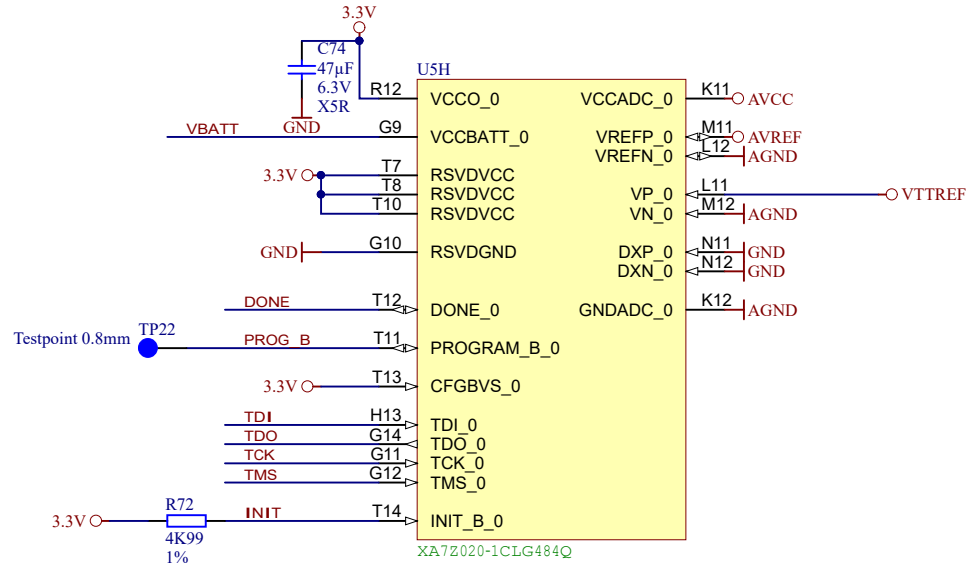 3.3V
C74
47µF
6.3V
X5R
GND
U5H
R12 VCCO_0 VCCADC_0 K11 AVCC
VBATT G9 VCCBATT_0 VREFP_0 M11 AVREF
VREFN_0 L12 AGND
3.3V T7 RSVDVCC
T8 RSVDVCC VP_0 L11 VTTREF
T10 RSVDVCC VN_0 M12 AGND
GND G10 RSVDGND DXP_0 N11 GND
DXN_0 N12 GND
DONE T12 DONE_0 GNDADC_0 K12 AGND
Testpoint 0.8mm TP22 PROG_B T11 PROGRAM_B_0
3.3V T13 CFGBVS_0
TDI H13 TDI_0
TDO G14 TDO_0
TCK G11 TCK_0
TMS G12 TMS_0
R72
3.3V INIT T14 INIT_B_0
4K99
1%
XA7Z020-1CLG484Q